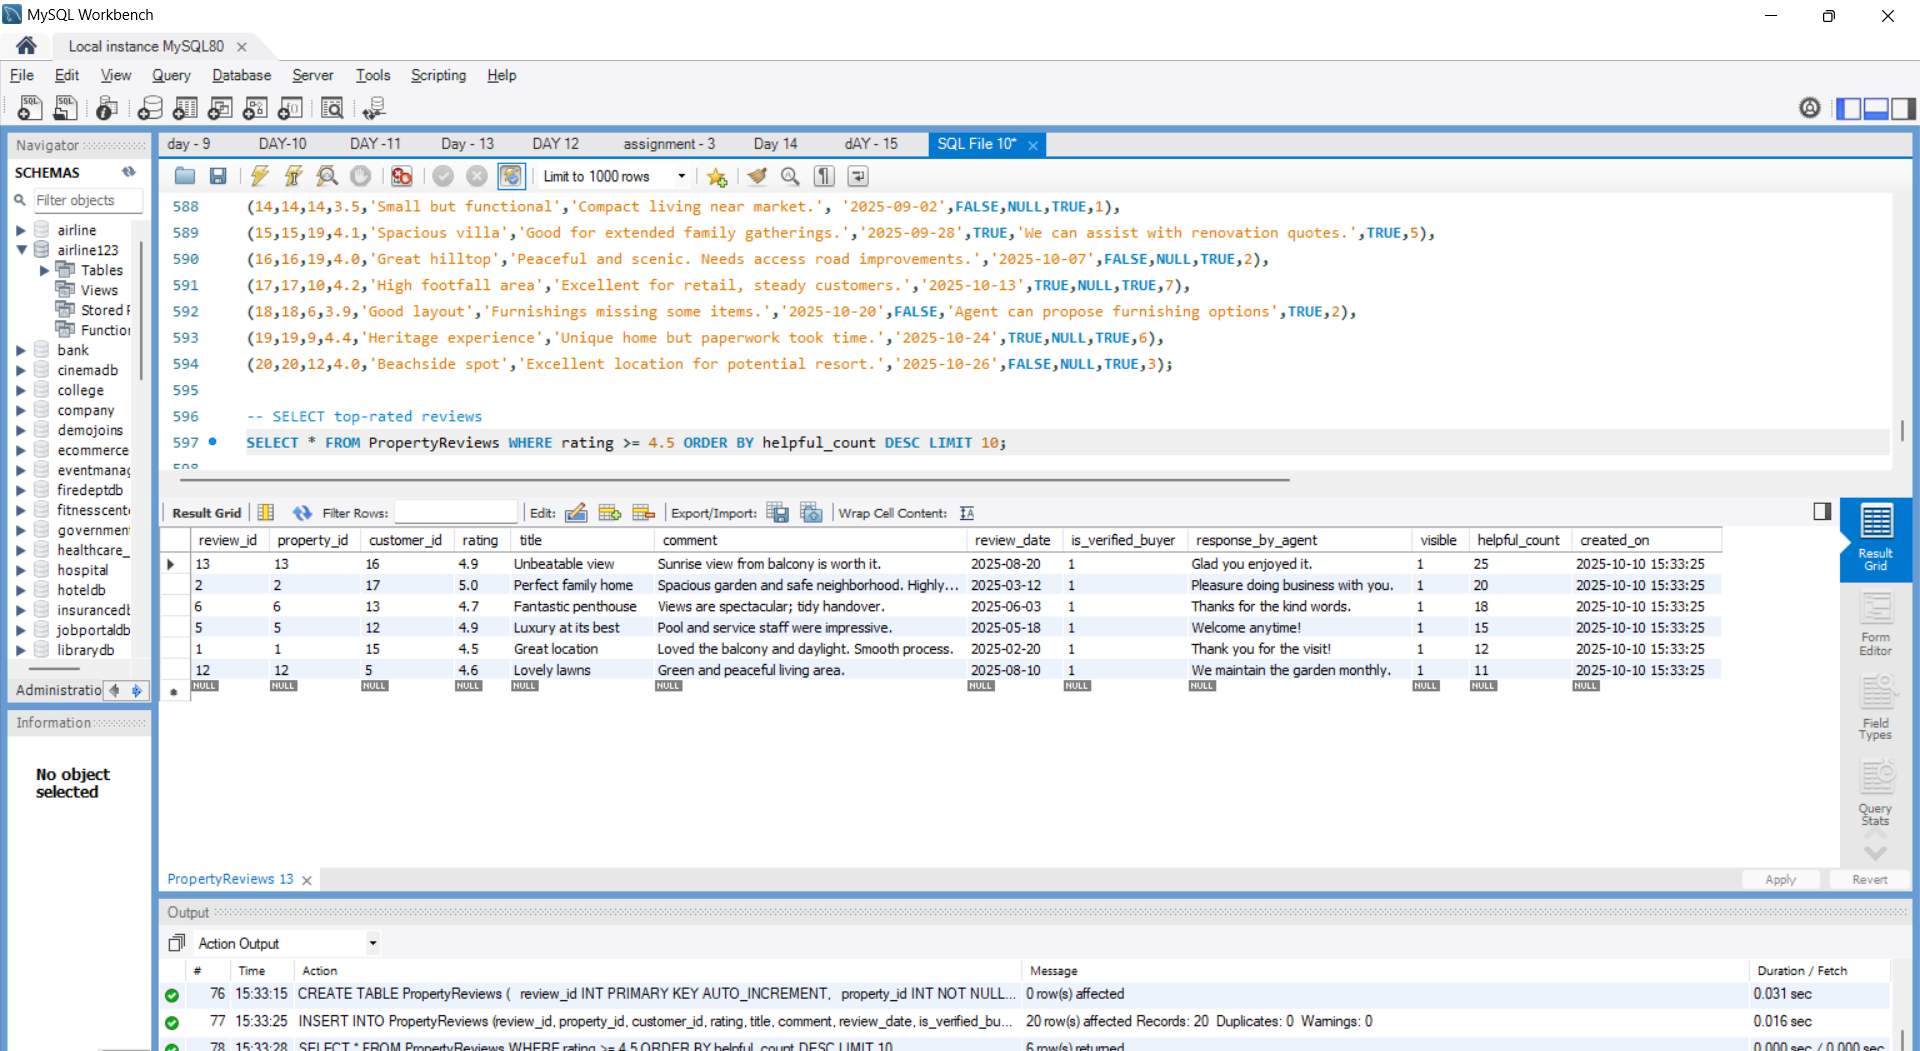 MySQL Workbench
Local instance MySQL80
File Edit View Query Database Server Tools Scripting Help
Navigator
day - 9 DAY-10 DAY -11 Day - 13 DAY 12 assignment - 3 Day 14 dAY - 15 SQL File 10*
SCHEMAS
Limit to 1000 rows
Filter objects
airline
airline123
Tables
Views
Stored P
Function
bank
cinemadb
college
company
demojoins
ecommerce
eventmanag
firedeptdb
fitnesscent
government
healthcare_
hospital
hoteldb
insurancedb
jobportaldb
librarydb
Administratio
Information
No object
selected
588 (14,14,14,3.5,'Small but functional','Compact living near market.', '2025-09-02',FALSE,NULL,TRUE,1),
589 (15,15,19,4.1,'Spacious villa','Good for extended family gatherings.','2025-09-28',TRUE,'We can assist with renovation quotes.',TRUE,5),
590 (16,16,19,4.0,'Great hilltop','Peaceful and scenic. Needs access road improvements.','2025-10-07',FALSE,NULL,TRUE,2),
591 (17,17,10,4.2,'High footfall area','Excellent for retail, steady customers.','2025-10-13',TRUE,NULL,TRUE,7),
592 (18,18,6,3.9,'Good layout','Furnishings missing some items.','2025-10-20',FALSE,'Agent can propose furnishing options',TRUE,2),
593 (19,19,9,4.4,'Heritage experience','Unique home but paperwork took time.','2025-10-24',TRUE,NULL,TRUE,6),
594 (20,20,12,4.0,'Beachside spot','Excellent location for potential resort.','2025-10-26',FALSE,NULL,TRUE,3);
595
596 -- SELECT top-rated reviews
597 SELECT * FROM PropertyReviews WHERE rating >= 4.5 ORDER BY helpful_count DESC LIMIT 10;
598
Result Grid Filter Rows: Edit: Export/Import: Wrap Cell Content:
review_id property_id customer_id rating title comment review_date is_verified_buyer response_by_agent visible helpful_count created_on
13 13 16 4.9 Unbeatable view Sunrise view from balcony is worth it. 2025-08-20 1 Glad you enjoyed it. 1 25 2025-10-10 15:33:25
2 2 17 5.0 Perfect family home Spacious garden and safe neighborhood. Highly... 2025-03-12 1 Pleasure doing business with you. 1 20 2025-10-10 15:33:25
6 6 13 4.7 Fantastic penthouse Views are spectacular; tidy handover. 2025-06-03 1 Thanks for the kind words. 1 18 2025-10-10 15:33:25
5 5 12 4.9 Luxury at its best Pool and service staff were impressive. 2025-05-18 1 Welcome anytime! 1 15 2025-10-10 15:33:25
1 1 15 4.5 Great location Loved the balcony and daylight. Smooth process. 2025-02-20 1 Thank you for the visit! 1 12 2025-10-10 15:33:25
12 12 5 4.6 Lovely lawns Green and peaceful living area. 2025-08-10 1 We maintain the garden monthly. 1 11 2025-10-10 15:33:25
NULL NULL NULL NULL NULL NULL NULL NULL NULL NULL NULL NULL
Result
Grid
Form
Editor
Field
Types
Query
Stats
PropertyReviews 13 Apply Revert
Output
Action Output
# Time Action Message Duration / Fetch
76 15:33:15 CREATE TABLE PropertyReviews ( review_id INT PRIMARY KEY AUTO_INCREMENT, property_id INT NOT NULL... 0 row(s) affected 0.031 sec
77 15:33:25 INSERT INTO PropertyReviews (review_id, property_id, customer_id, rating, title, comment, review_date, is_verified_bu... 20 row(s) affected Records: 20 Duplicates: 0 Warnings: 0 0.016 sec
78 15:33:28 SELECT * FROM PropertyReviews WHERE rating >= 4.5 ORDER BY helpful_count DESC LIMIT 10 6 row(s) returned 0.000 sec / 0.000 sec